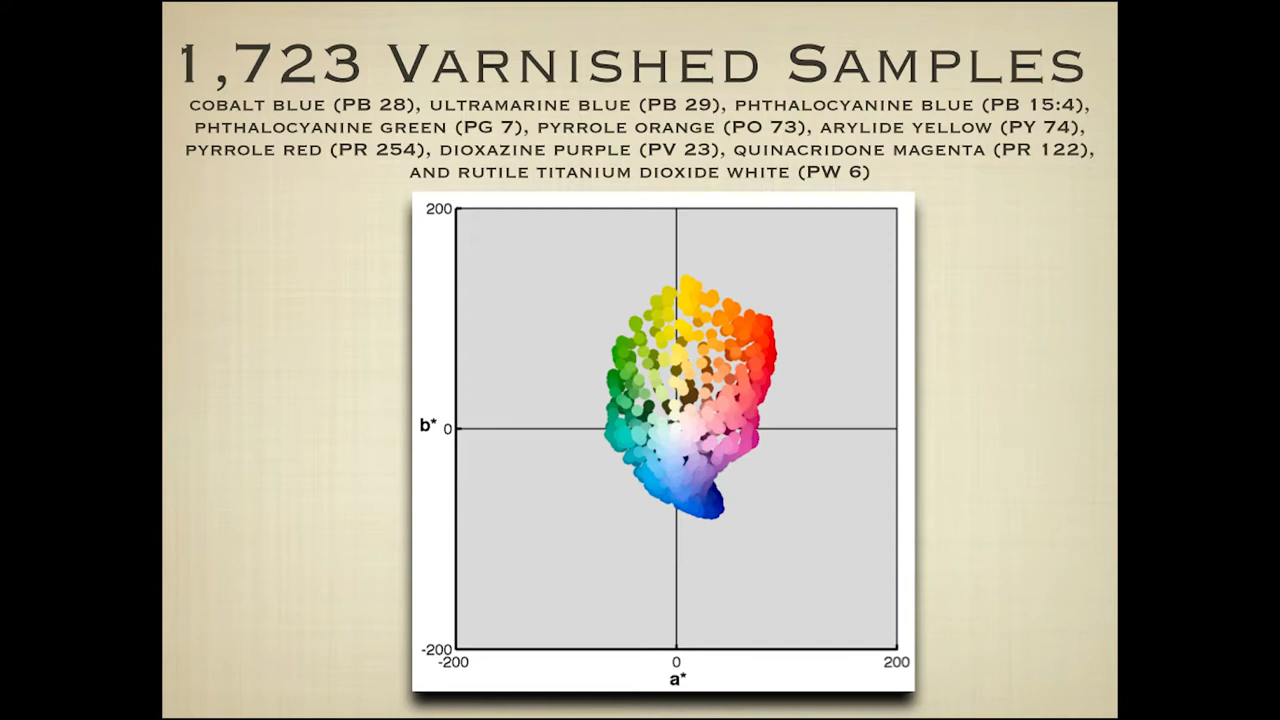 1,723 Varnished Samples
COBALT BLUE (PB 28), ULTRAMARINE BLUE (PB 29), PHTHALOCYANINE BLUE (PB 15:4),
PHTHALOCYANINE GREEN (PG 7), PYRROLE ORANGE (PO 73), ARYLIDE YELLOW (PY 74),
PYRROLE RED (PR 254), DIOXAZINE PURPLE (PV 23), QUINACRIDONE MAGENTA (PR 122),
AND RUTILE TITANIUM DIOXIDE WHITE (PW 6)
200
b* 0
-200
-200 0 200
a*